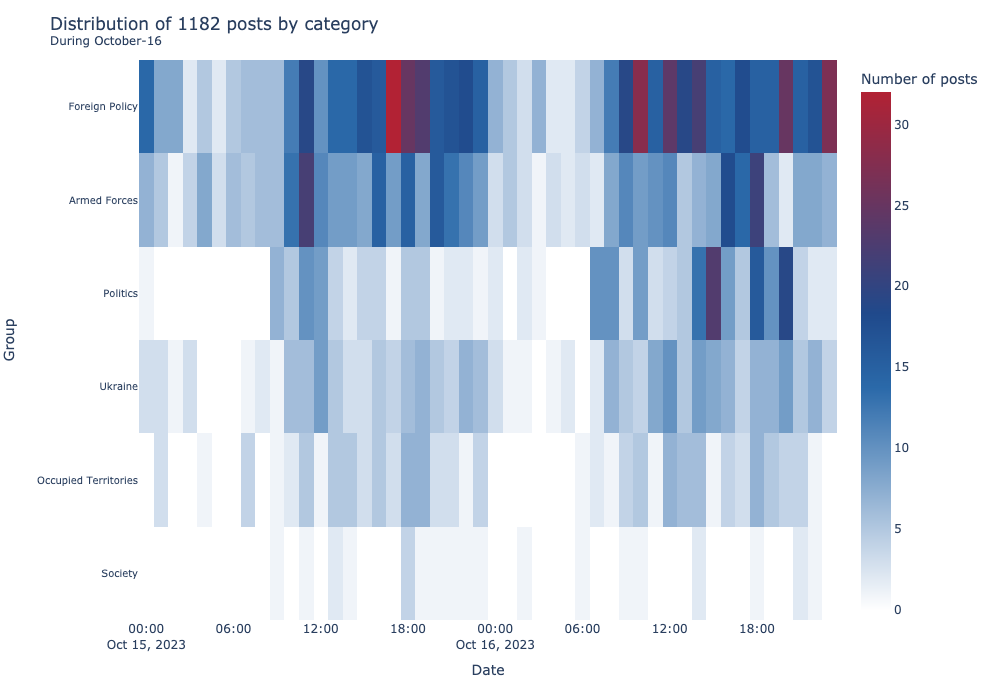 Distribution of 1182 posts by category
During October-16
Number of posts
Foreign Policy
Armed Forces
Politics
Ukraine
Occupied Territories
Society
Group
30
25
20
15
10
5
0
00:00
Oct 15, 2023
06:00
12:00
18:00
00:00
Oct 16, 2023
06:00
12:00
18:00
Date